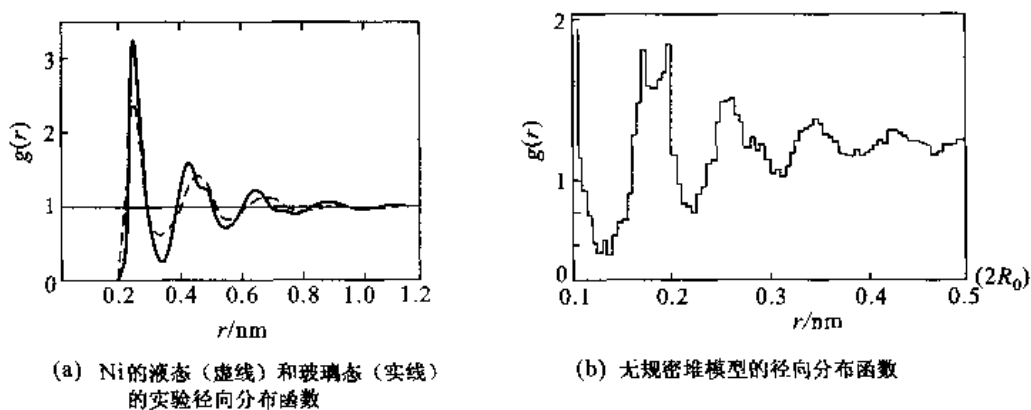 3
2
1
0
g(r)
0.2 0.4 0.6 0.8 1.0 1.2
r/nm
(a) Ni的液态（虚线）和玻璃态（实线）
的实验径向分布函数
2
1
0
g(r)
0.1 0.2 0.3 0.4 0.5 (2R₀)
r/nm
(b) 无规密堆模型的径向分布函数